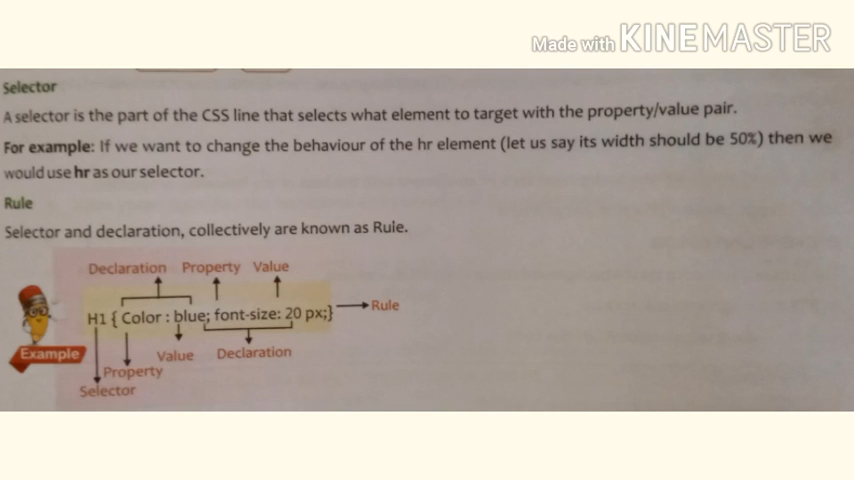 Made with KINEMASTER
Selector
A selector is the part of the CSS line that selects what element to target with the property/value pair.
For example: If we want to change the behaviour of the hr element (let us say its width should be 50%) then we
would use hr as our selector.
Rule
Selector and declaration, collectively are known as Rule.
Declaration Property Value
H1 { Color : blue; font-size: 20 px;} Rule
Example
Value Declaration
Property
Selector